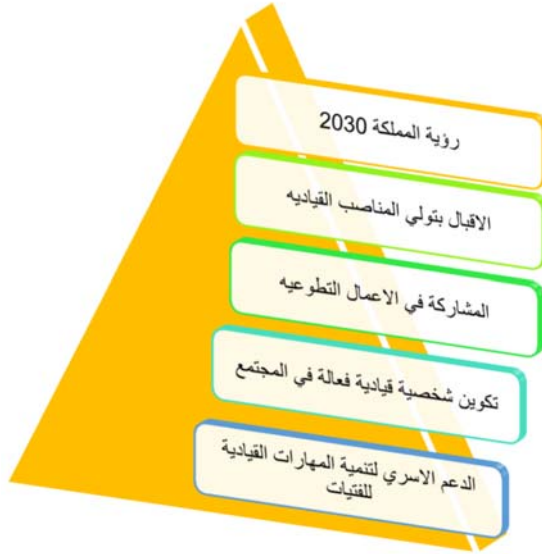 رؤية المملكة 2030
الاقبال بتولي المناصب القياديه
المشاركة في الاعمال التطوعيه
تكوين شخصية قيادية فعالة في المجتمع
الدعم الاسري لتنمية المهارات القيادية
للفتيات